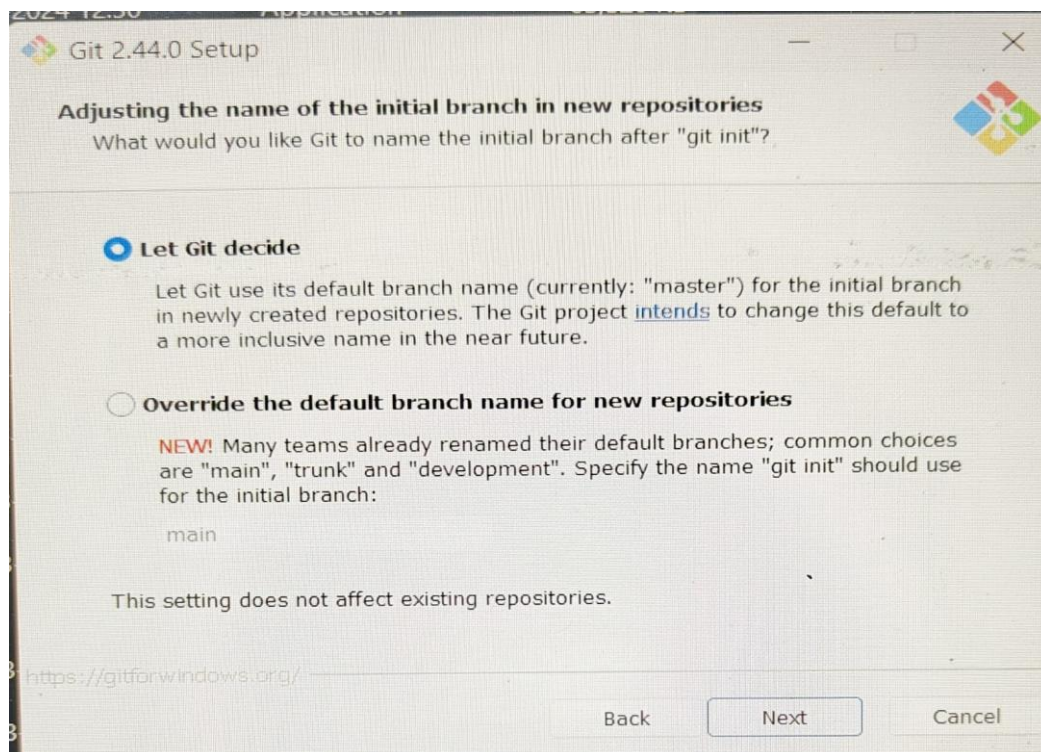 Git 2.44.0 Setup
Adjusting the name of the initial branch in new repositories
What would you like Git to name the initial branch after "git init"?
Let Git decide
Let Git use its default branch name (currently: "master") for the initial branch
in newly created repositories. The Git project intends to change this default to
a more inclusive name in the near future.
Override the default branch name for new repositories
NEW! Many teams already renamed their default branches; common choices
are "main", "trunk" and "development". Specify the name "git init" should use
for the initial branch:
main
This setting does not affect existing repositories.
https://gitforwindows.org/
Back Next Cancel